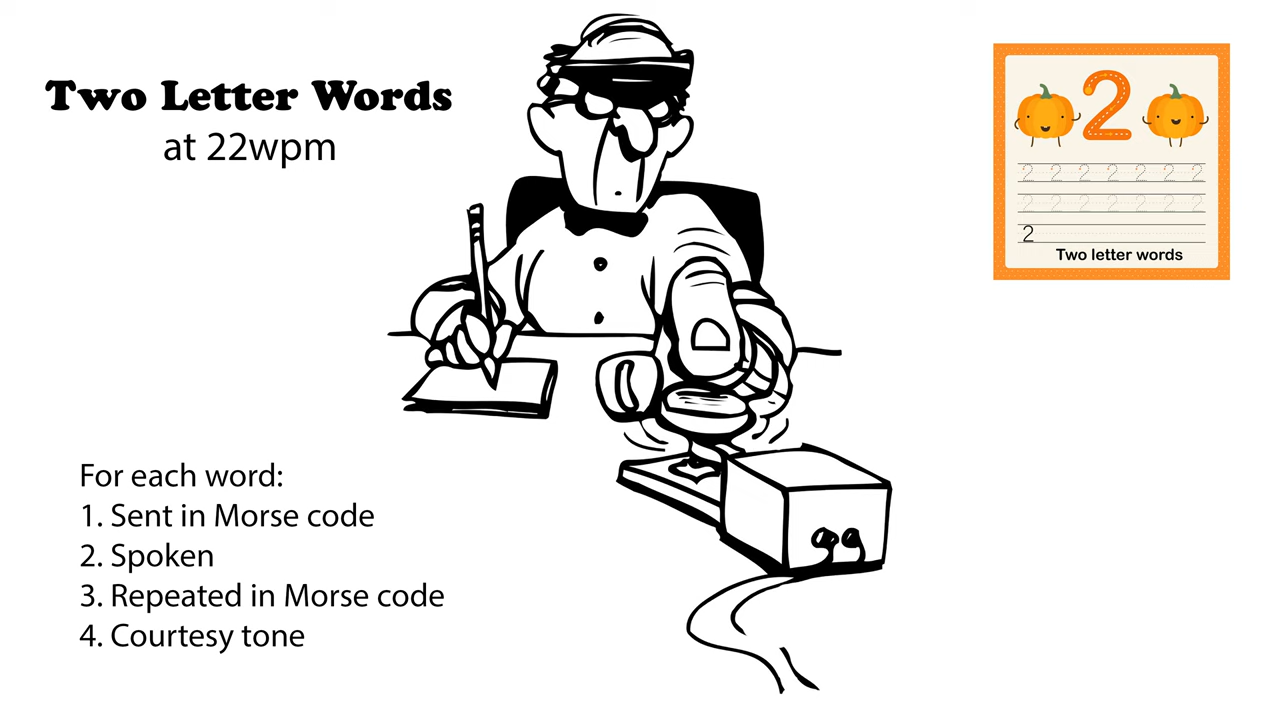 Two Letter Words
at 22wpm
2
2 2 2 2 2 2 2
2 2 2 2 2 2 2
2
Two letter words
For each word:
1. Sent in Morse code
2. Spoken
3. Repeated in Morse code
4. Courtesy tone